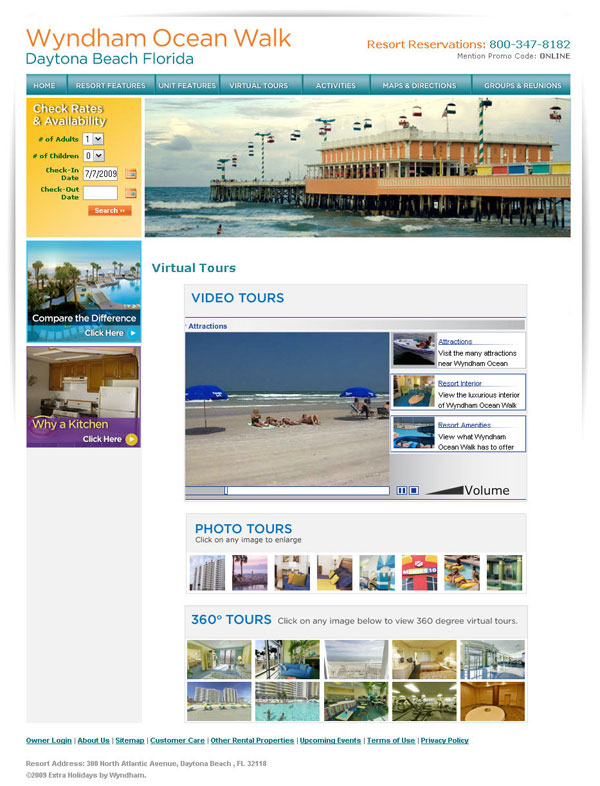 Wyndham Ocean Walk
Daytona Beach Florida
Resort Reservations: 800-347-8182
Mention Promo Code: ONLINE
HOME
RESORT FEATURES
UNIT FEATURES
VIRTUAL TOURS
ACTIVITIES
MAPS & DIRECTIONS
GROUPS & REUNIONS
Check Rates
& Availability
# of Adults 1
# of Children 0
Check-In
Date 7/7/2009
Check-Out
Date
Search ››
Compare the Difference
Click Here
Why a Kitchen
Click Here
Virtual Tours
VIDEO TOURS
Attractions
Attractions
Visit the many attractions
near Wyndham Ocean
Resort Interior
View the luxurious interior
of Wyndham Ocean Walk
Resort Amenities
View what Wyndham
Ocean Walk has to offer
Volume
PHOTO TOURS
Click on any image to enlarge
360° TOURS Click on any image below to view 360 degree virtual tours.
Owner Login | About Us | Sitemap | Customer Care | Other Rental Properties | Upcoming Events | Terms of Use | Privacy Policy
Resort Address: 300 North Atlantic Avenue, Daytona Beach , FL 32118
©2009 Extra Holidays by Wyndham.